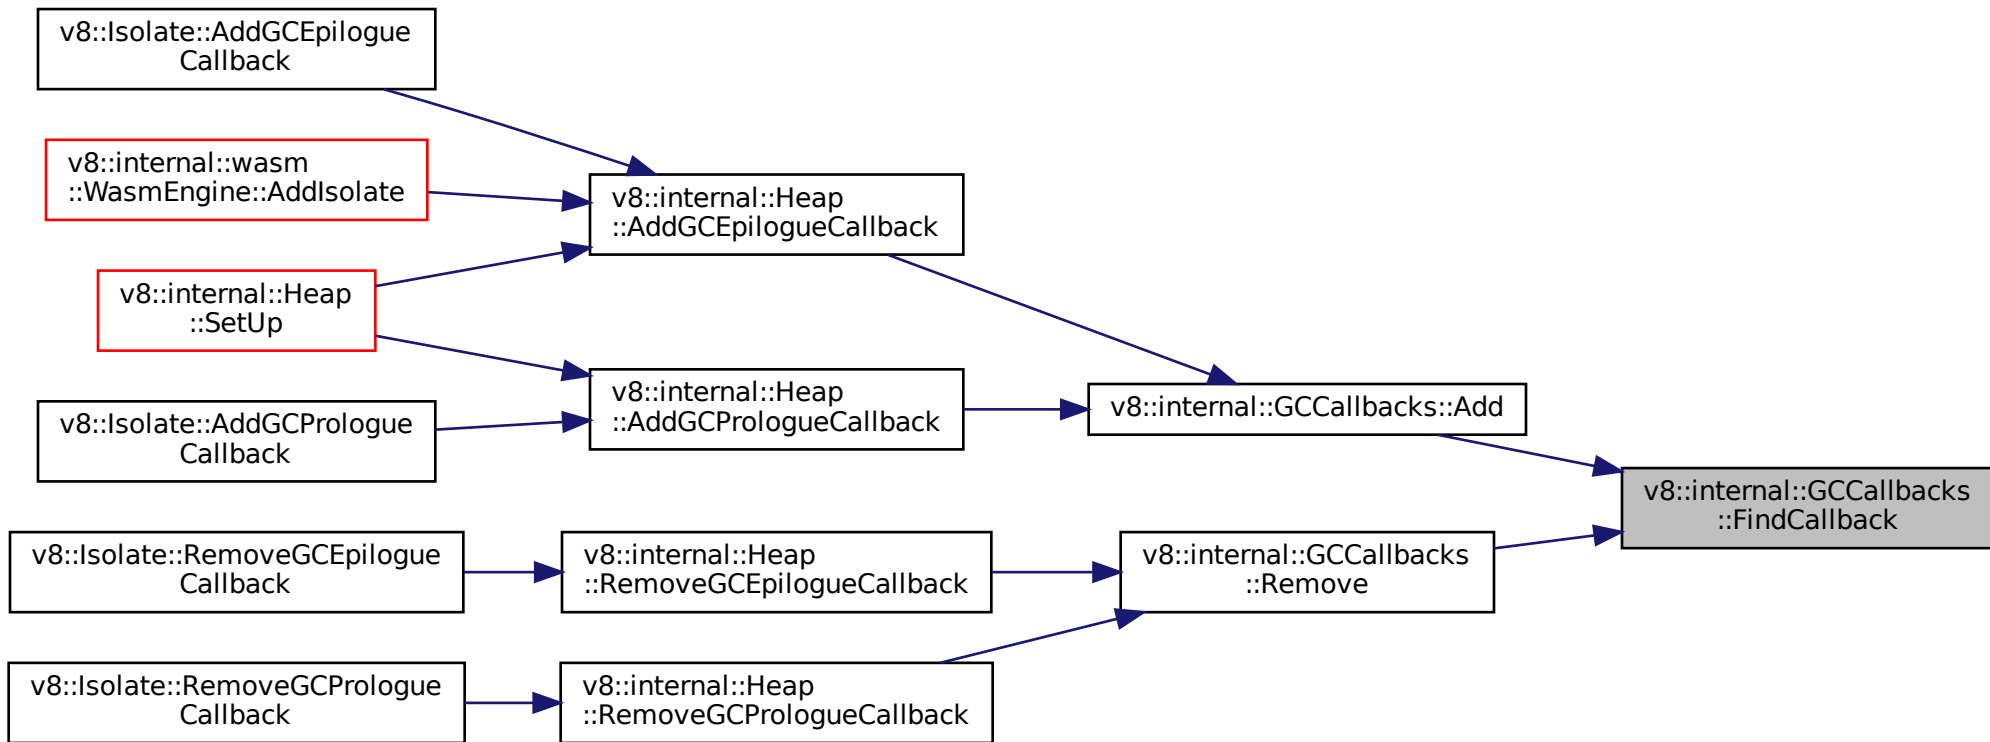 v8::Isolate::AddGCEpilogue
Callback
v8::internal::wasm
::WasmEngine::AddIsolate
v8::internal::Heap
::SetUp
v8::Isolate::AddGCPrologue
Callback
v8::Isolate::RemoveGCEpilogue
Callback
v8::Isolate::RemoveGCPrologue
Callback
v8::internal::Heap
::AddGCEpilogueCallback
v8::internal::Heap
::AddGCPrologueCallback
v8::internal::Heap
::RemoveGCEpilogueCallback
v8::internal::Heap
::RemoveGCPrologueCallback
v8::internal::GCCallbacks::Add
v8::internal::GCCallbacks
::Remove
v8::internal::GCCallbacks
::FindCallback